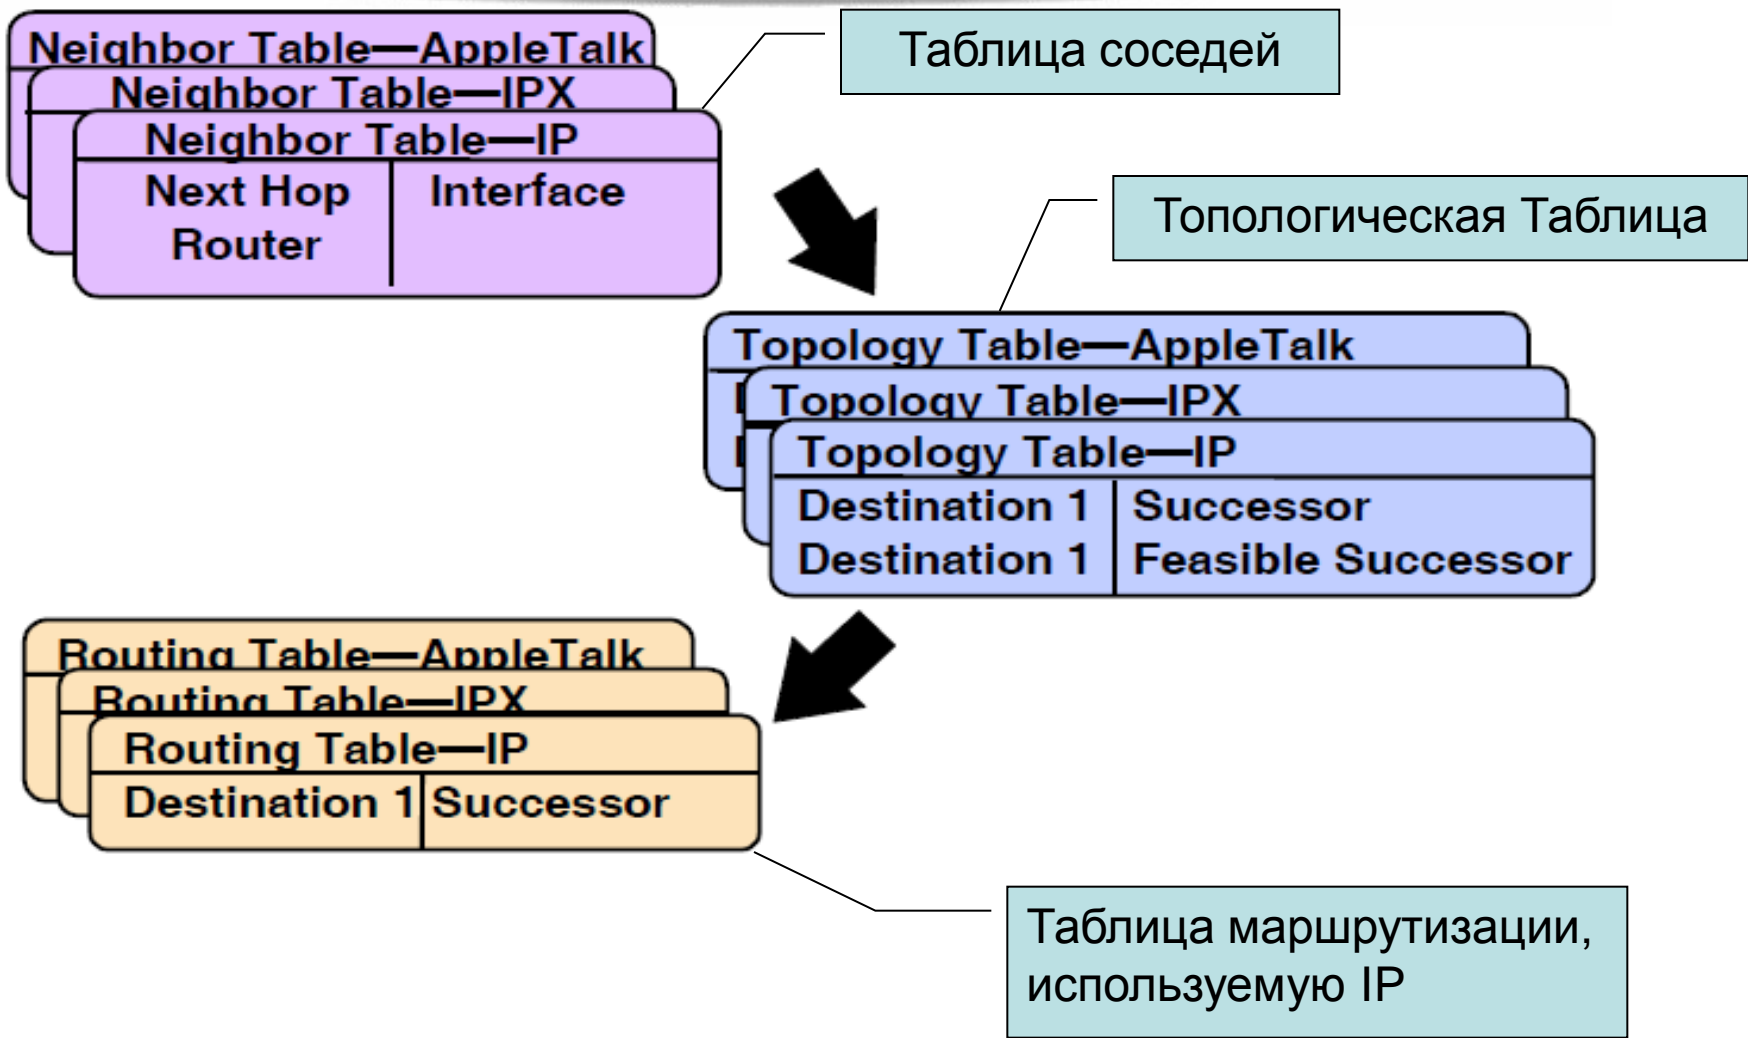 Neighbor Table—AppleTalk
Neighbor Table—IPX
Neighbor Table—IP
Next Hop Router
Interface
Таблица соседей
Топологическая Таблица
Topology Table—AppleTalk
Topology Table—IPX
Topology Table—IP
Destination 1 Successor
Destination 1 Feasible Successor
Routing Table—AppleTalk
Routing Table—IPX
Routing Table—IP
Destination 1 Successor
Таблица маршрутизации,
используемую IP